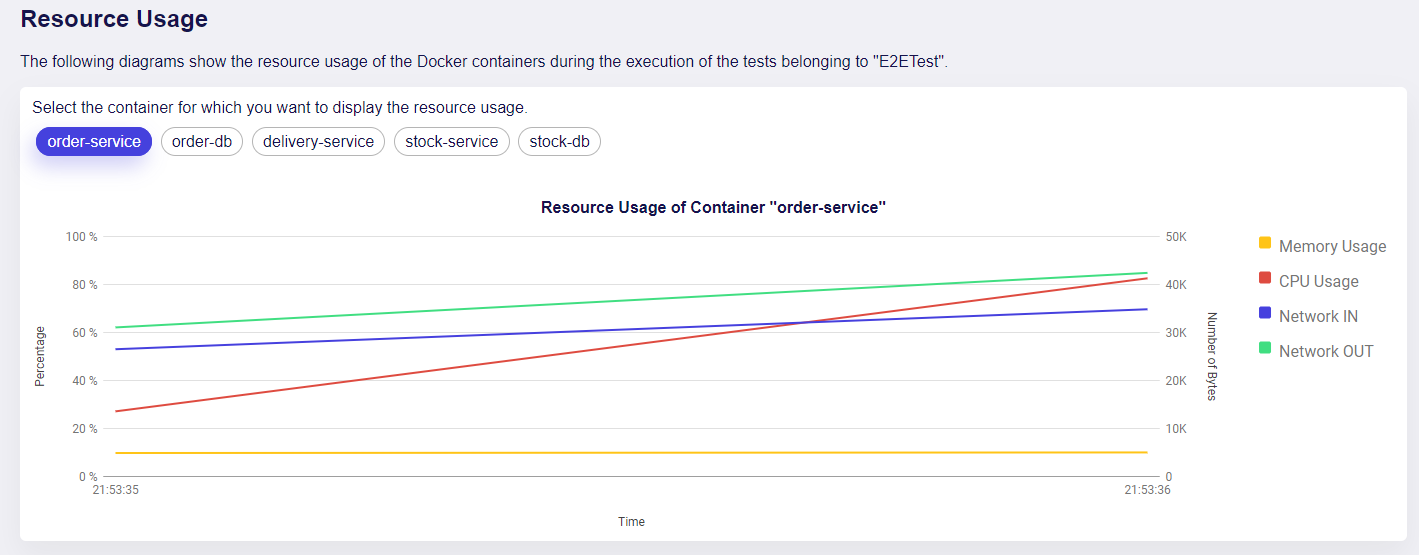 Resource Usage
The following diagrams show the resource usage of the Docker containers during the execution of the tests belonging to "E2ETest".
Select the container for which you want to display the resource usage.
order-service order-db delivery-service stock-service stock-db
Resource Usage of Container "order-service"
100 %
80 %
60 %
40 %
20 %
0 %
Percentage
50K
40K
30K
20K
10K
0
Number of Bytes
21:53:35 21:53:36
Time
Memory Usage
CPU Usage
Network IN
Network OUT